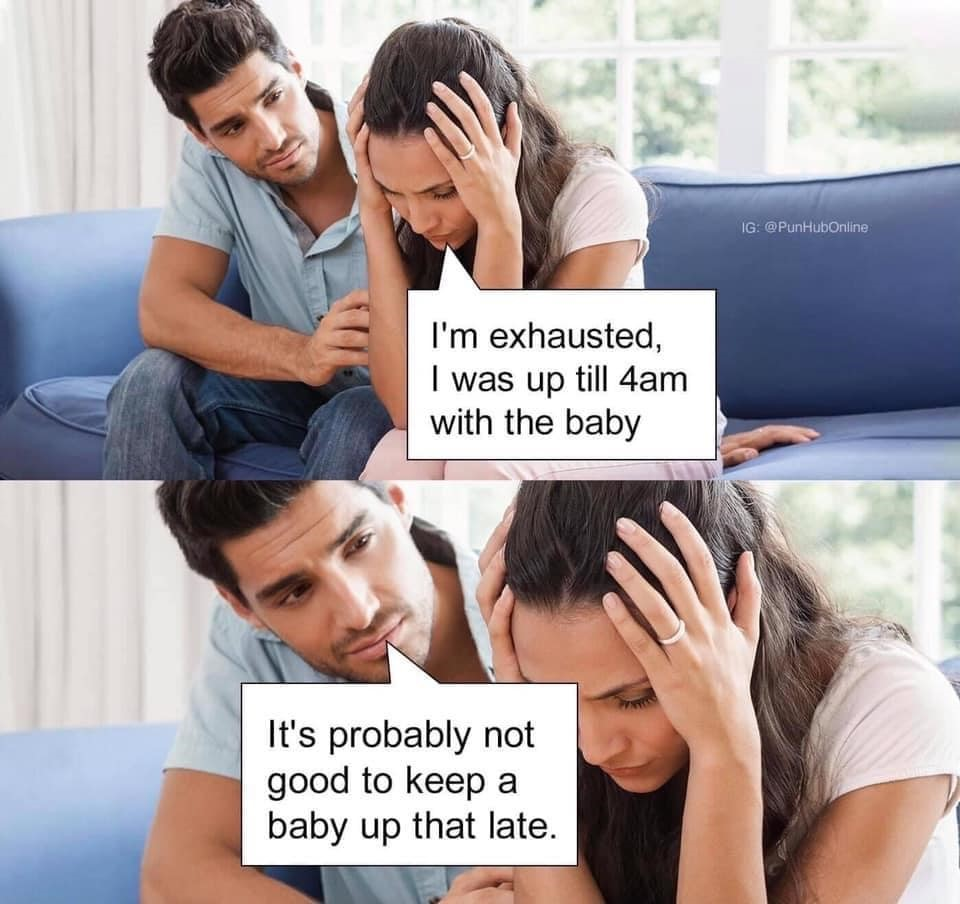 IG: @PunHubOnline
I'm exhausted,
I was up till 4am
with the baby
It's probably not
good to keep a
baby up that late.